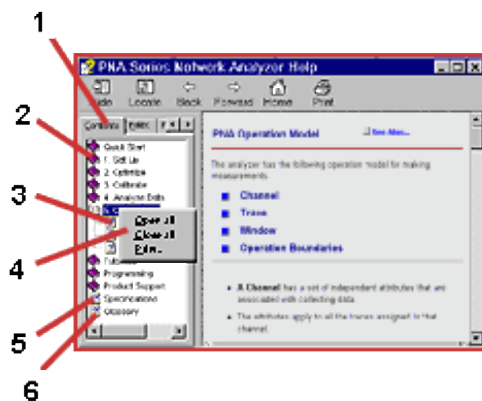 1
PNA Series Network Analyzer Help
Hide Locate Back Forward Home Print
2
Contents Index
PNA Operation Model See Also...
Quick Start
1. Set Up
2. Optimize
3. Calibrate
4. Analyze Data
The analyzer has the following operation model for making
measurements.
Channel
Trace
Window
Operation Boundaries
3
4
Open all
Close all
Print...
Tutorials
Programming
Product Support
Specifications
Glossary
A Channel has a set of independent attributes that are
associated with collecting data.
The attributes apply to all the traces assigned to that
channel.
5
6